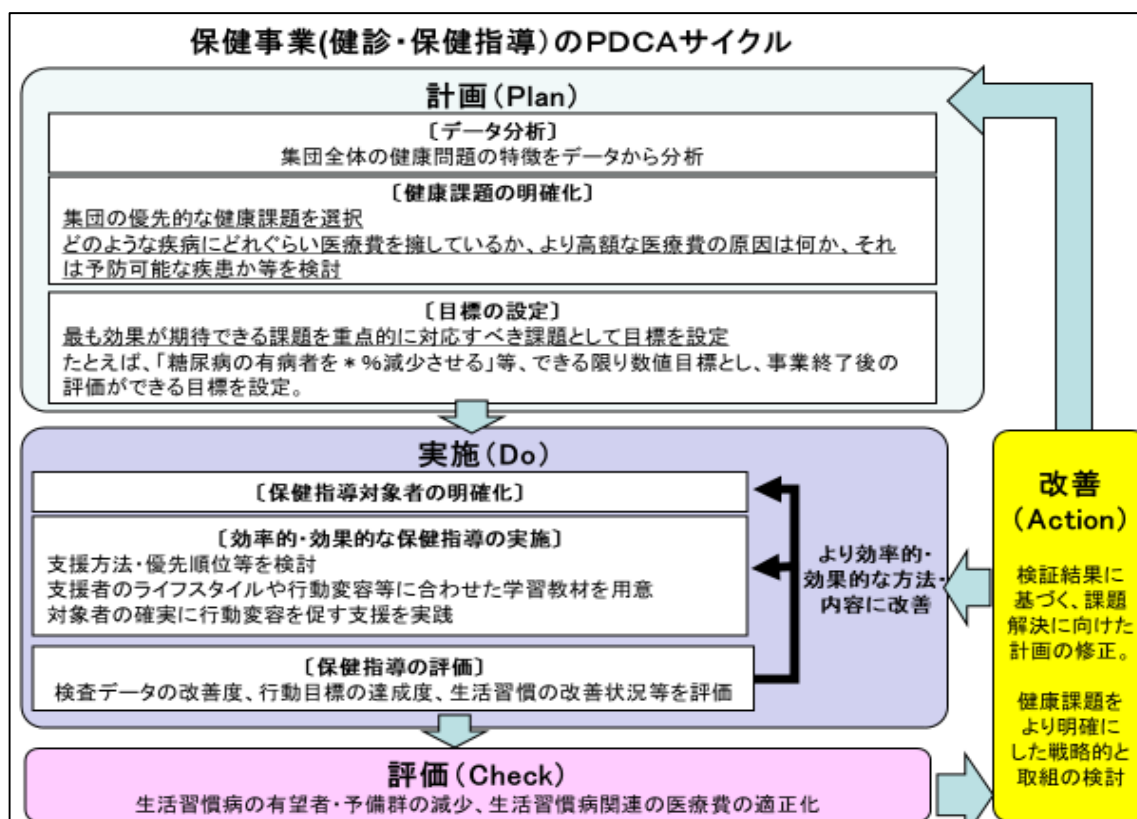 保健事業(健診・保健指導)のPDCAサイクル
計画(Plan)
〔データ分析〕
集団全体の健康問題の特徴をデータから分析
〔健康課題の明確化〕
集団の優先的な健康課題を選択
どのような疾病にどれぐらい医療費を擁しているか、より高額な医療費の原因は何か、それ
は予防可能な疾患か等を検討
〔目標の設定〕
最も効果が期待できる課題を重点的に対応すべき課題として目標を設定
たとえば、「糖尿病の有病者を*%減少させる」等、できる限り数値目標とし、事業終了後の
評価ができる目標を設定。
実施(Do)
〔保健指導対象者の明確化〕
〔効率的・効果的な保健指導の実施〕
支援方法・優先順位等を検討
支援者のライフスタイルや行動変容等に合わせた学習教材を用意
対象者の確実に行動変容を促す支援を実践
〔保健指導の評価〕
検査データの改善度、行動目標の達成度、生活習慣の改善状況等を評価
より効率的・
効果的な方法・
内容に改善
評価(Check)
生活習慣病の有望者・予備群の減少、生活習慣病関連の医療費の適正化
改善
(Action)
検証結果に
基づく、課題
解決に向けた
計画の修正。
健康課題を
より明確に
した戦略的と
取組の検討